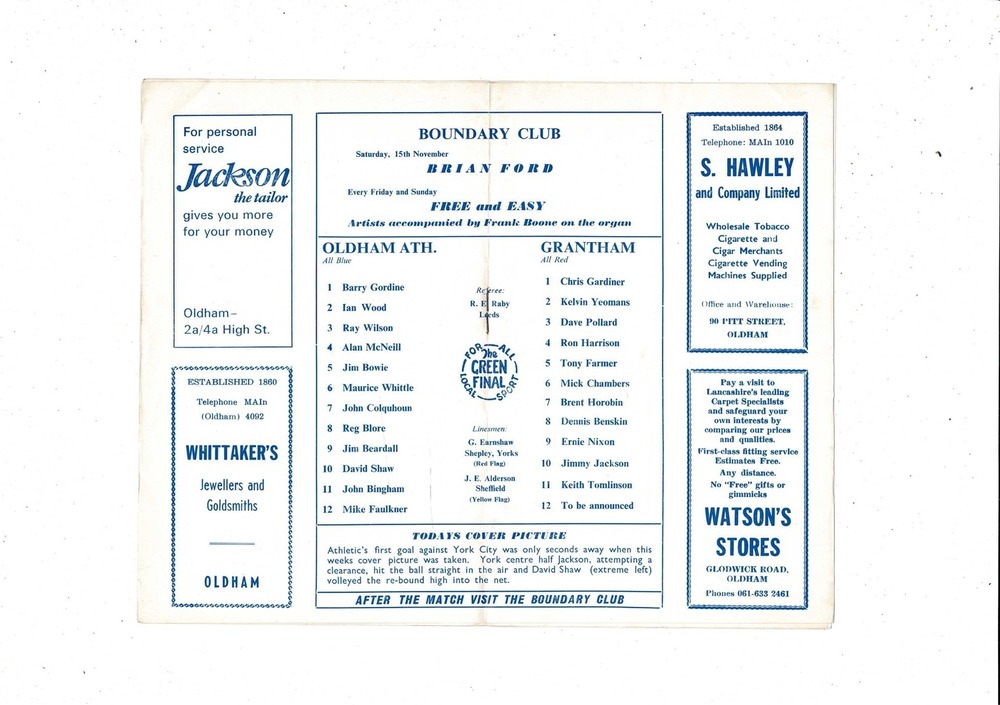 For personal
service
Jackson
the tailor
gives you more
for your money
Oldham–
2a/4a High St.
ESTABLISHED 1860
Telephone MAIn
(Oldham) 4092
WHITTAKER'S
Jewellers and
Goldsmiths
OLDHAM
BOUNDARY CLUB
Saturday, 15th November
BRIAN FORD
Every Friday and Sunday
FREE and EASY
Artists accompanied by Frank Boone on the organ
OLDHAM ATH.
All Blue
1 Barry Gordine
2 Ian Wood
3 Ray Wilson
4 Alan McNeill
5 Jim Bowie
6 Maurice Whittle
7 John Colquhoun
8 Reg Blore
9 Jim Beardall
10 David Shaw
11 John Bingham
12 Mike Faulkner
Referee:
R. E. Raby
Leeds
FOR ALL
The
GREEN
FINAL
LOCAL SPORT
Linesmen:
G. Earnshaw
Shepley, Yorks
(Red Flag)
J. E. Alderson
Sheffield
(Yellow Flag)
GRANTHAM
All Red
1 Chris Gardiner
2 Kelvin Yeomans
3 Dave Pollard
4 Ron Harrison
5 Tony Farmer
6 Mick Chambers
7 Brent Horobin
8 Dennis Benskin
9 Ernie Nixon
10 Jimmy Jackson
11 Keith Tomlinson
12 To be announced
TODAYS COVER PICTURE
Athletic's first goal against York City was only seconds away when this
weeks cover picture was taken. York centre half Jackson, attempting a
clearance, hit the ball straight in the air and David Shaw (extreme left)
volleyed the re-bound high into the net.
AFTER THE MATCH VISIT THE BOUNDARY CLUB
Established 1864
Telephone: MAIn 1010
S. HAWLEY
and Company Limited
Wholesale Tobacco
Cigarette and
Cigar Merchants
Cigarette Vending
Machines Supplied
Office and Warehouse:
90 PITT STREET,
OLDHAM
Pay a visit to
Lancashire's leading
Carpet Specialists
and safeguard your
own interests by
comparing our prices
and qualities.
First-class fitting service
Estimates Free.
Any distance.
No "Free" gifts or
gimmicks
WATSON'S
STORES
GLODWICK ROAD,
OLDHAM
Phones 061-633 2461